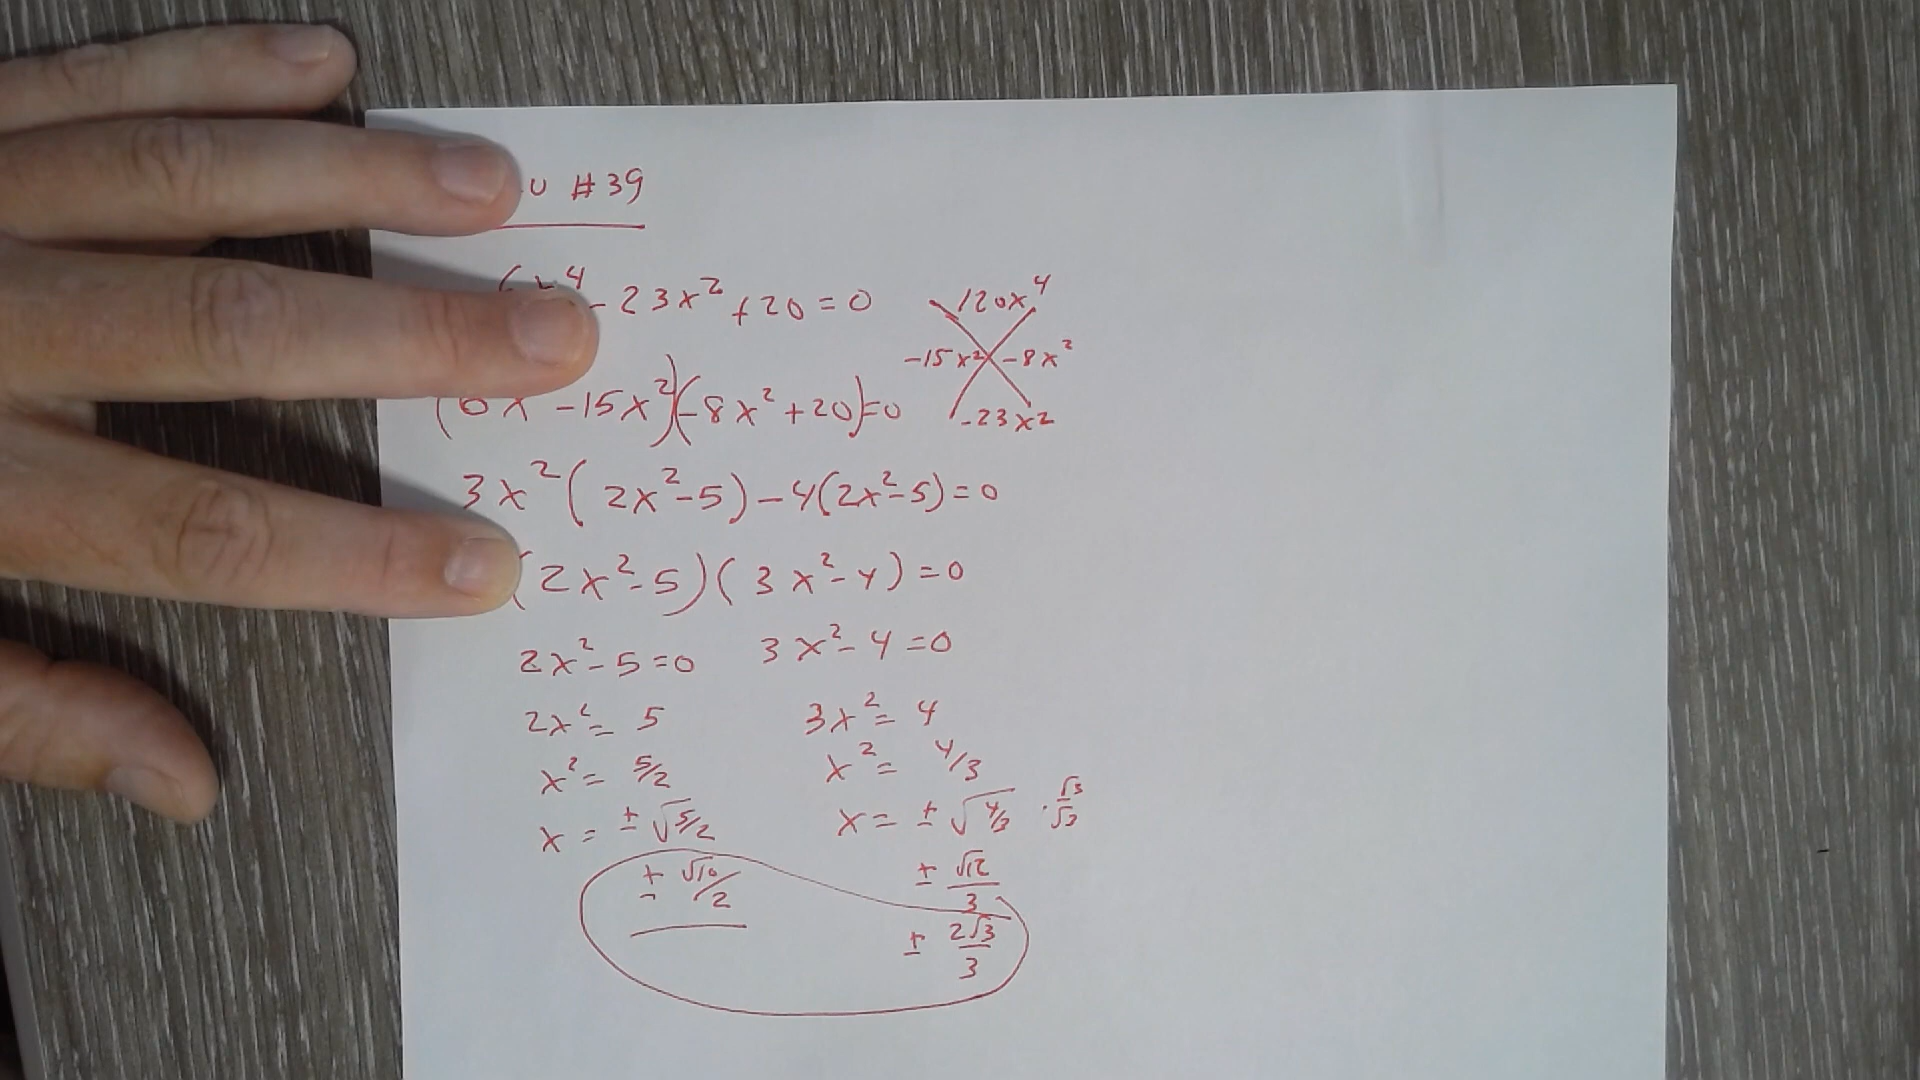 U #39
6x⁴ - 23x² + 20 = 0
120x⁴
-15x² -8x²
-23x²
(6x - 15x²)(-8x² + 20) = 0
3x²(2x² - 5) - 4(2x² - 5) = 0
(2x² - 5)(3x² - 4) = 0
2x² - 5 = 0 3x² - 4 = 0
2x² = 5 3x² = 4
x² = 5/2 x² = 4/3
x = ± √5/2 x = ± √4/3 · √3/√3
± √10/2 ± √12/3
± 2√3/3